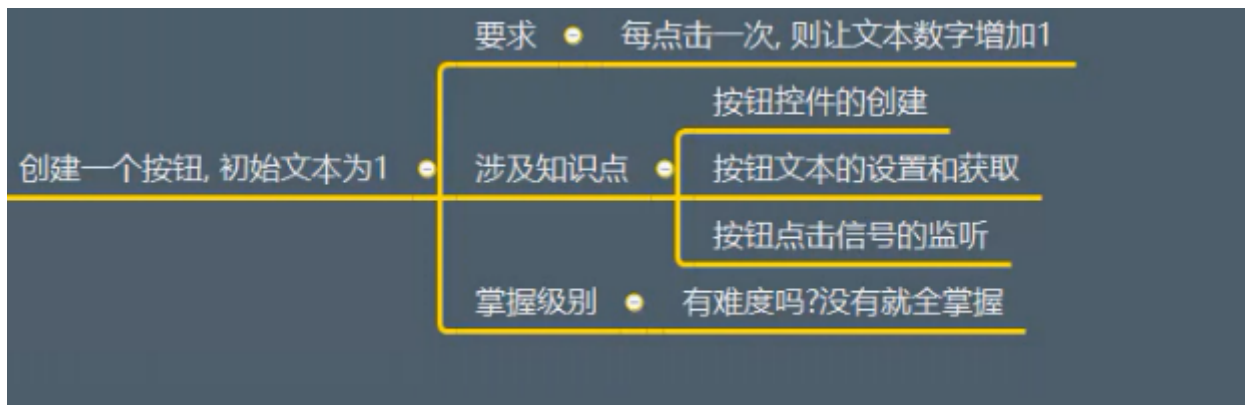 要求
每点击一次, 则让文本数字增加1
按钮控件的创建
创建一个按钮, 初始文本为1
涉及知识点
按钮文本的设置和获取
按钮点击信号的监听
掌握级别
有难度吗?没有就全掌握